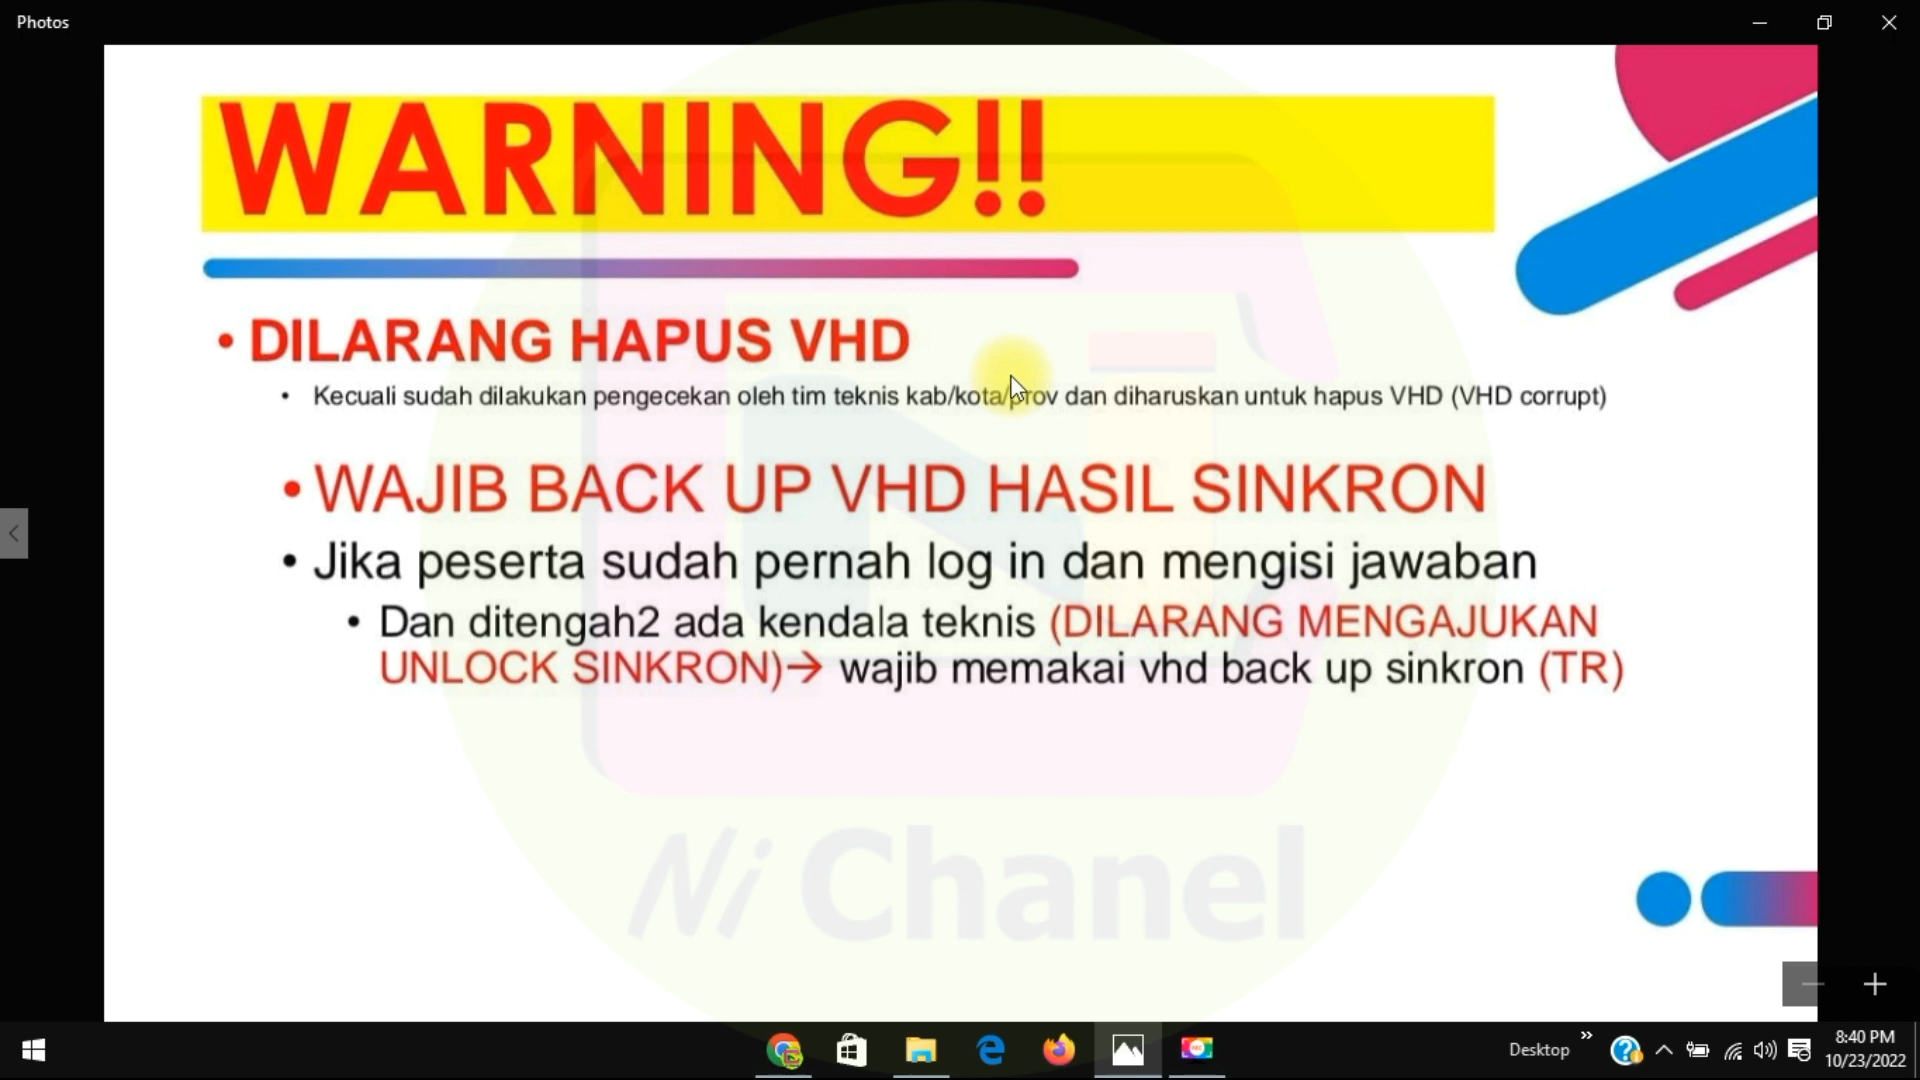 Photos
WARNING!!
• DILARANG HAPUS VHD
• Kecuali sudah dilakukan pengecekan oleh tim teknis kab/kota/prov dan diharuskan untuk hapus VHD (VHD corrupt)
• WAJIB BACK UP VHD HASIL SINKRON
• Jika peserta sudah pernah log in dan mengisi jawaban
• Dan ditengah2 ada kendala teknis (DILARANG MENGAJUKAN
UNLOCK SINKRON)→ wajib memakai vhd back up sinkron (TR)
Ni Chanel
Desktop
8:40 PM
10/23/2022